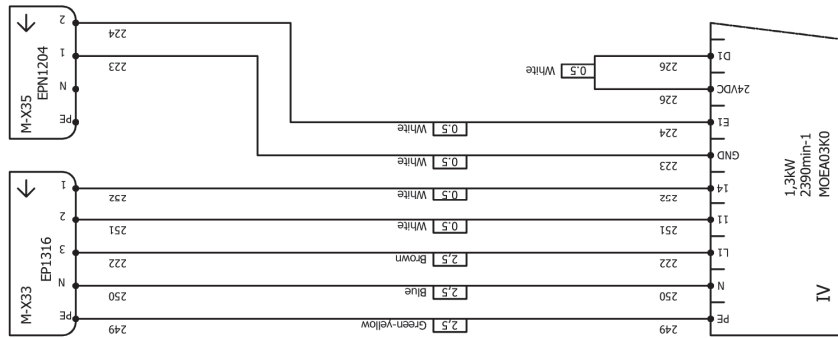 M-X35
EPN1204
2
1
N
PE
224
223
M-X33
EP1316
1
2
3
N
PE
252
251
222
250
249
White 0.5
White 0.5
White 0.5
White 0.5
White 0.5
Brown 2,5
Blue 2,5
Green-yellow 2,5
226
226
224
223
252
251
222
250
249
D1
24VDC
E1
GND
14
11
L1
N
PE
1,3kW
2390min-1
MOEA03K0
IV